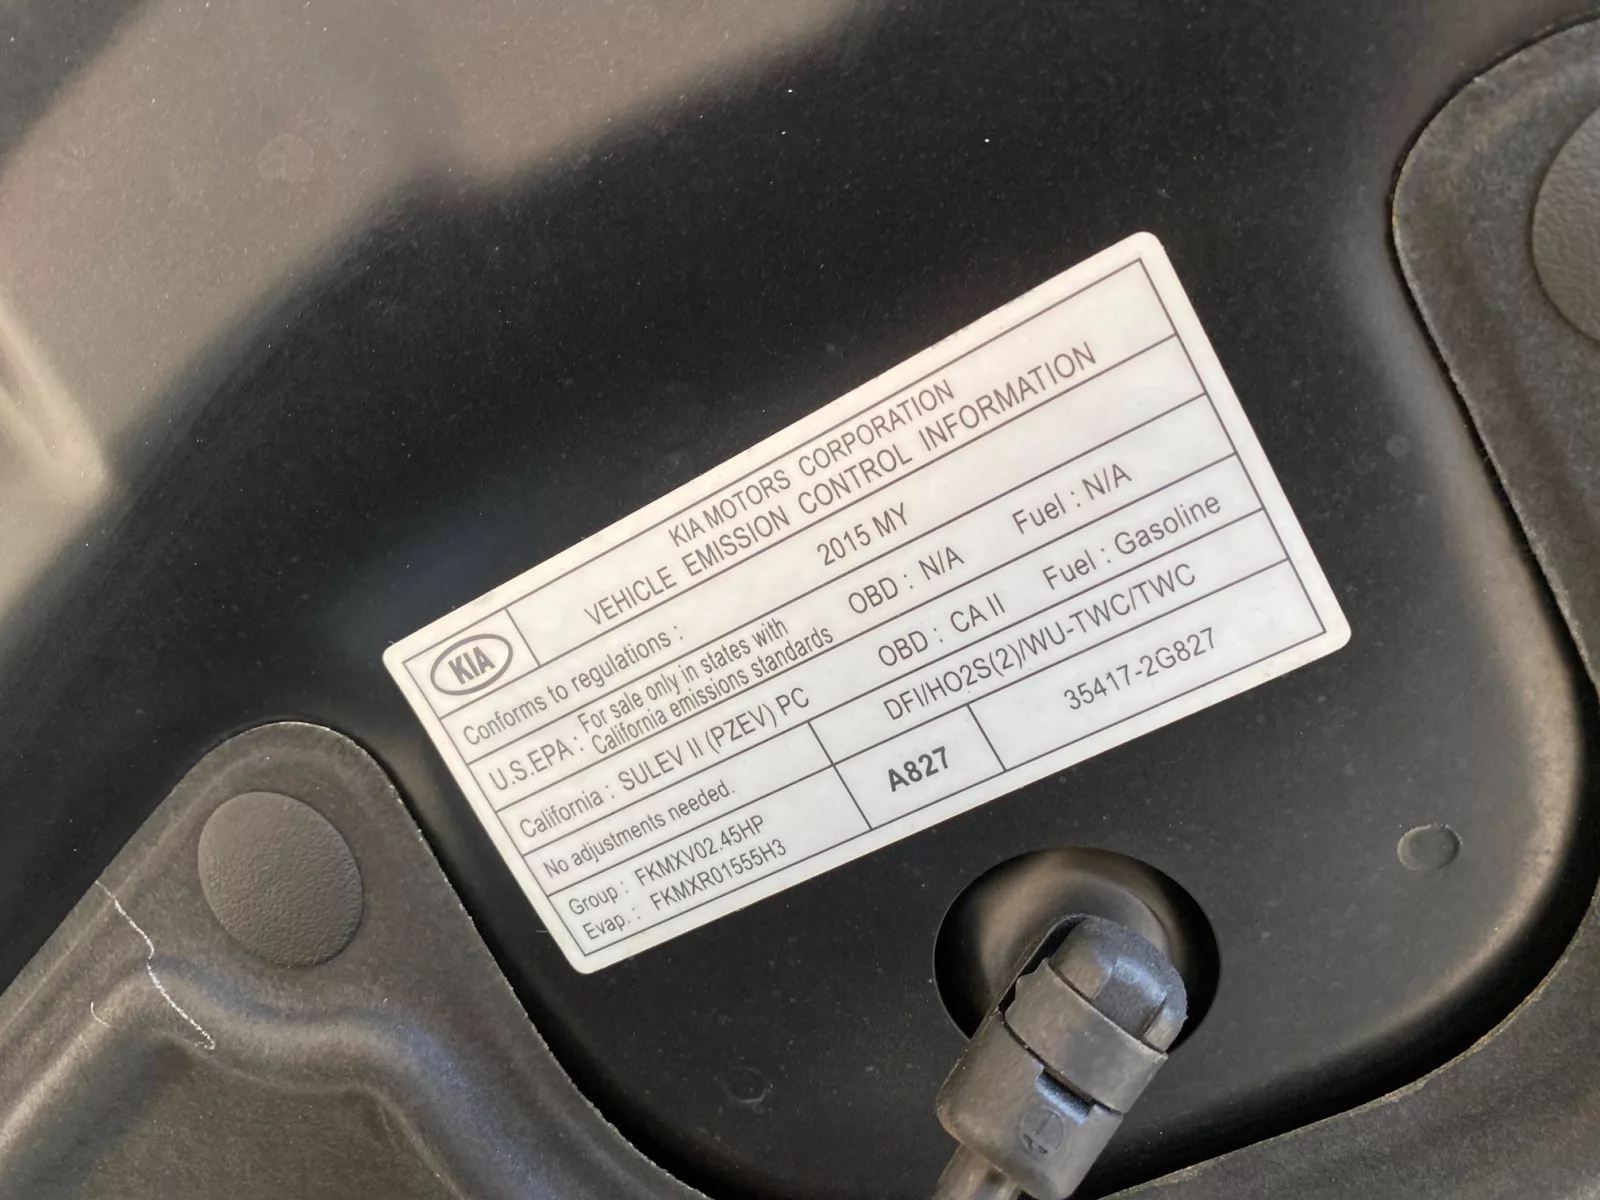 KIA MOTORS CORPORATION
VEHICLE EMISSION CONTROL INFORMATION
KIA
Conforms to regulations : 2015 MY
U.S.EPA : For sale only in states with California emissions standards OBD : N/A Fuel : N/A
California : SULEV II (PZEV) PC OBD : CA II Fuel : Gasoline
No adjustments needed. DFI/HO2S(2)/WU-TWC/TWC
Group : FKMXV02.45HP
Evap. : FKMXR01555H3
A827
35417-2G827